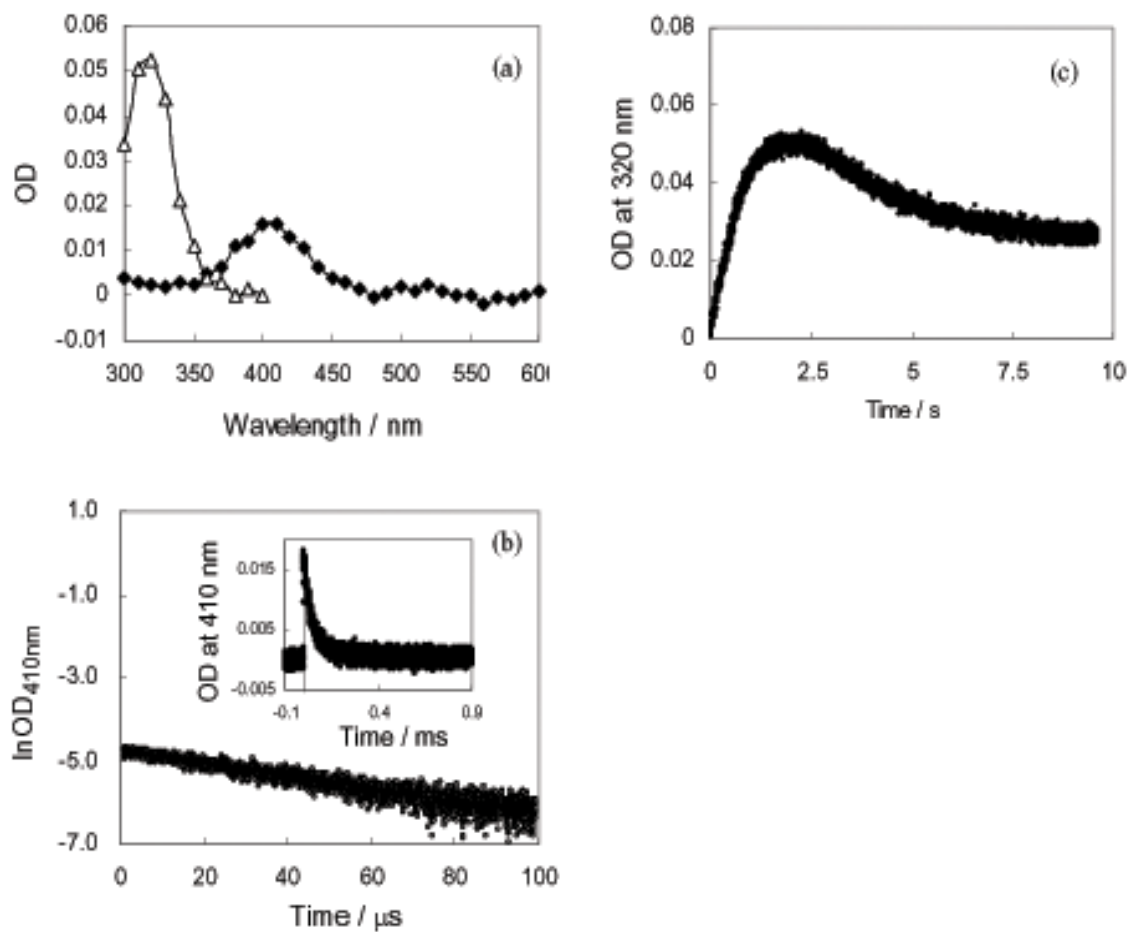 (a)
0.06
0.05
0.04
0.03
0.02
0.01
0
-0.01
OD
300 350 400 450 500 550 600
Wavelength / nm
(c)
0.08
0.06
0.04
0.02
0
OD at 320 nm
0 2.5 5 7.5 10
Time / s
(b)
1.0
-1.0
-3.0
-5.0
-7.0
lnOD410nm
0 20 40 60 80 100
Time / μs
0.015
0.005
-0.005
OD at 410 nm
-0.1 0.4 0.9
Time / ms